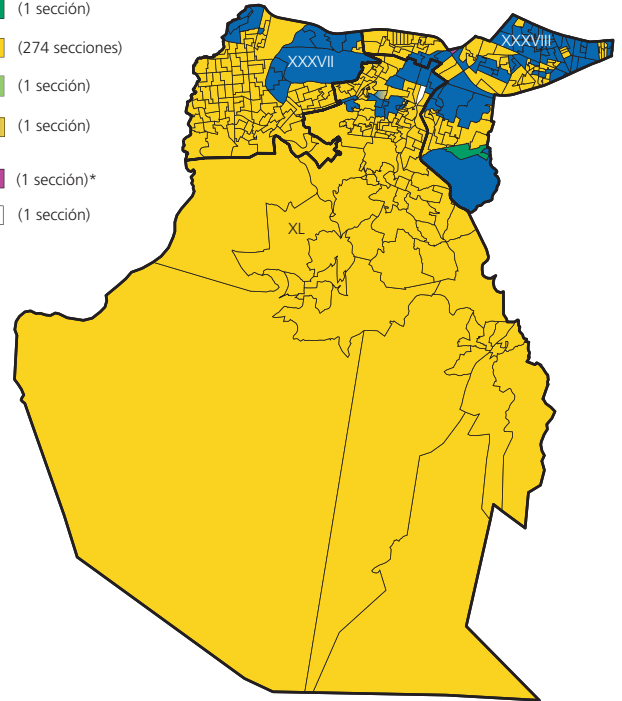 (1 sección)
(274 secciones)
(1 sección)
(1 sección)
(1 sección)*
(1 sección)
XXXVII
XXXVIII
XL